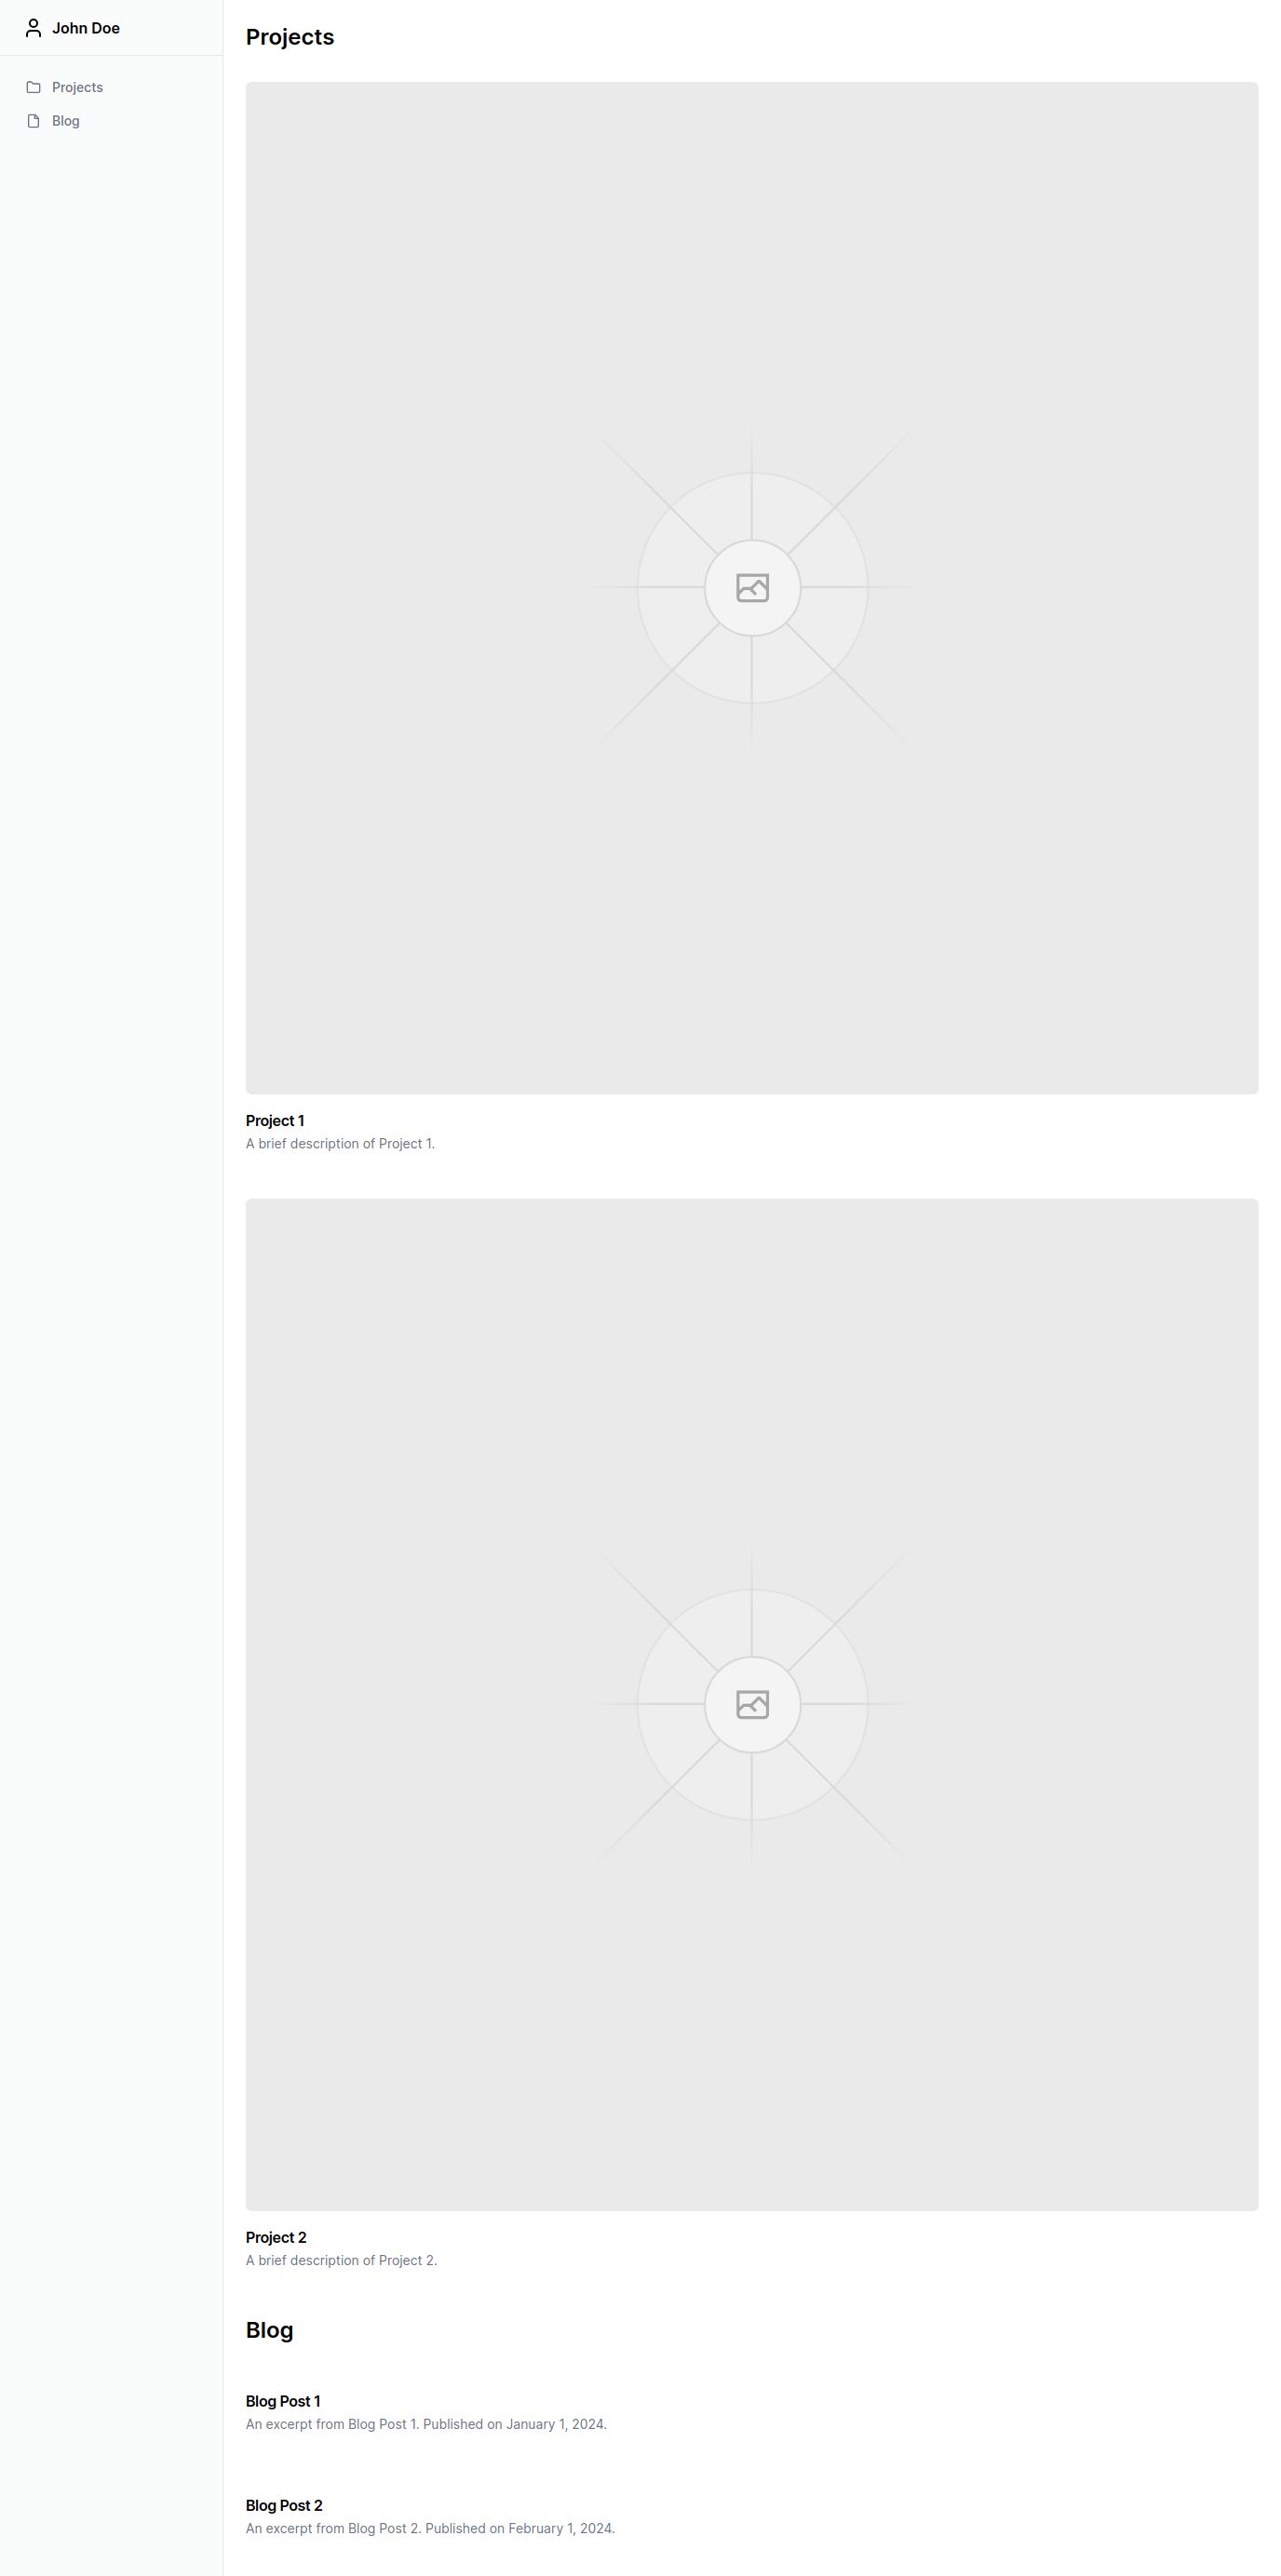 John Doe
Projects
Blog
Projects
Project 1
A brief description of Project 1.
Project 2
A brief description of Project 2.
Blog
Blog Post 1
An excerpt from Blog Post 1. Published on January 1, 2024.
Blog Post 2
An excerpt from Blog Post 2. Published on February 1, 2024.